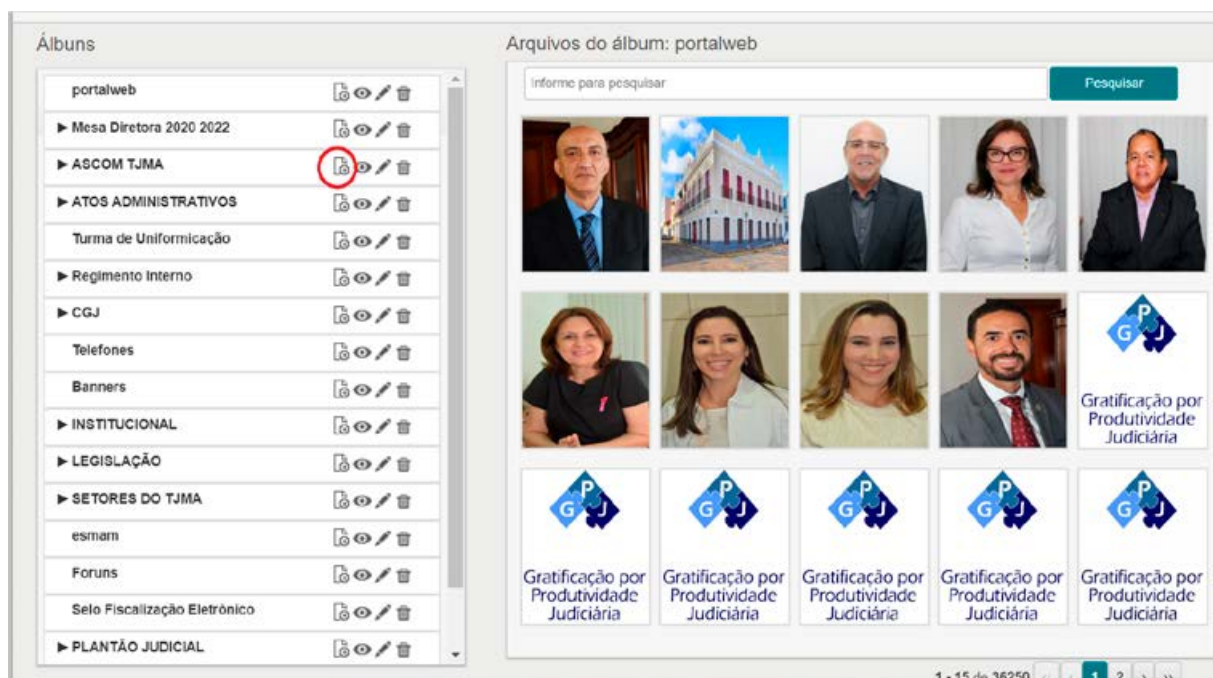 Álbuns
portalweb
▶ Mesa Diretora 2020 2022
▶ ASCOM TJMA
▶ ATOS ADMINISTRATIVOS
Turma de Uniformicação
▶ Regimento Interno
▶ CGJ
Telefones
Banners
▶ INSTITUCIONAL
▶ LEGISLAÇÃO
▶ SETORES DO TJMA
esmam
Foruns
Selo Fiscalização Eletrônico
▶ PLANTÃO JUDICIAL
Arquivos do álbum: portalweb
Informe para pesquisar
Pesquisar
G P J
Gratificação por
Produtividade
Judiciária
G P J
Gratificação por
Produtividade
Judiciária
G P J
Gratificação por
Produtividade
Judiciária
G P J
Gratificação por
Produtividade
Judiciária
G P J
Gratificação por
Produtividade
Judiciária
G P J
Gratificação por
Produtividade
Judiciária
1 - 15 de 36250 1 2